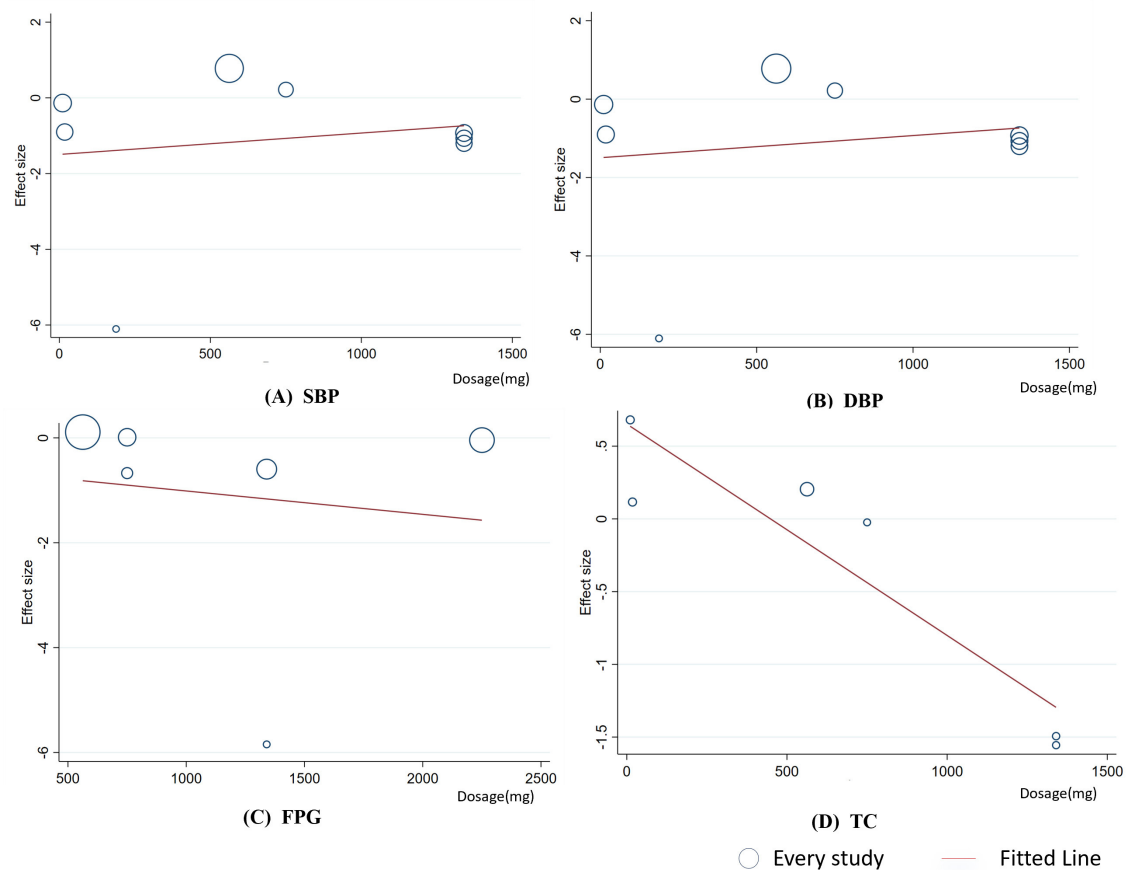 2
0
-2
-4
-6
Effect size
0
500
1000
1500
Dosage(mg)
(A) SBP
2
0
-2
-4
-6
Effect size
0
500
1000
1500
Dosage(mg)
(B) DBP
0
-2
-4
-6
Effect size
500
1000
1500
2000
2500
Dosage(mg)
(C) FPG
.5
0
-.5
-1
-1.5
Effect size
0
500
1000
1500
Dosage(mg)
(D) TC
Every study
Fitted Line